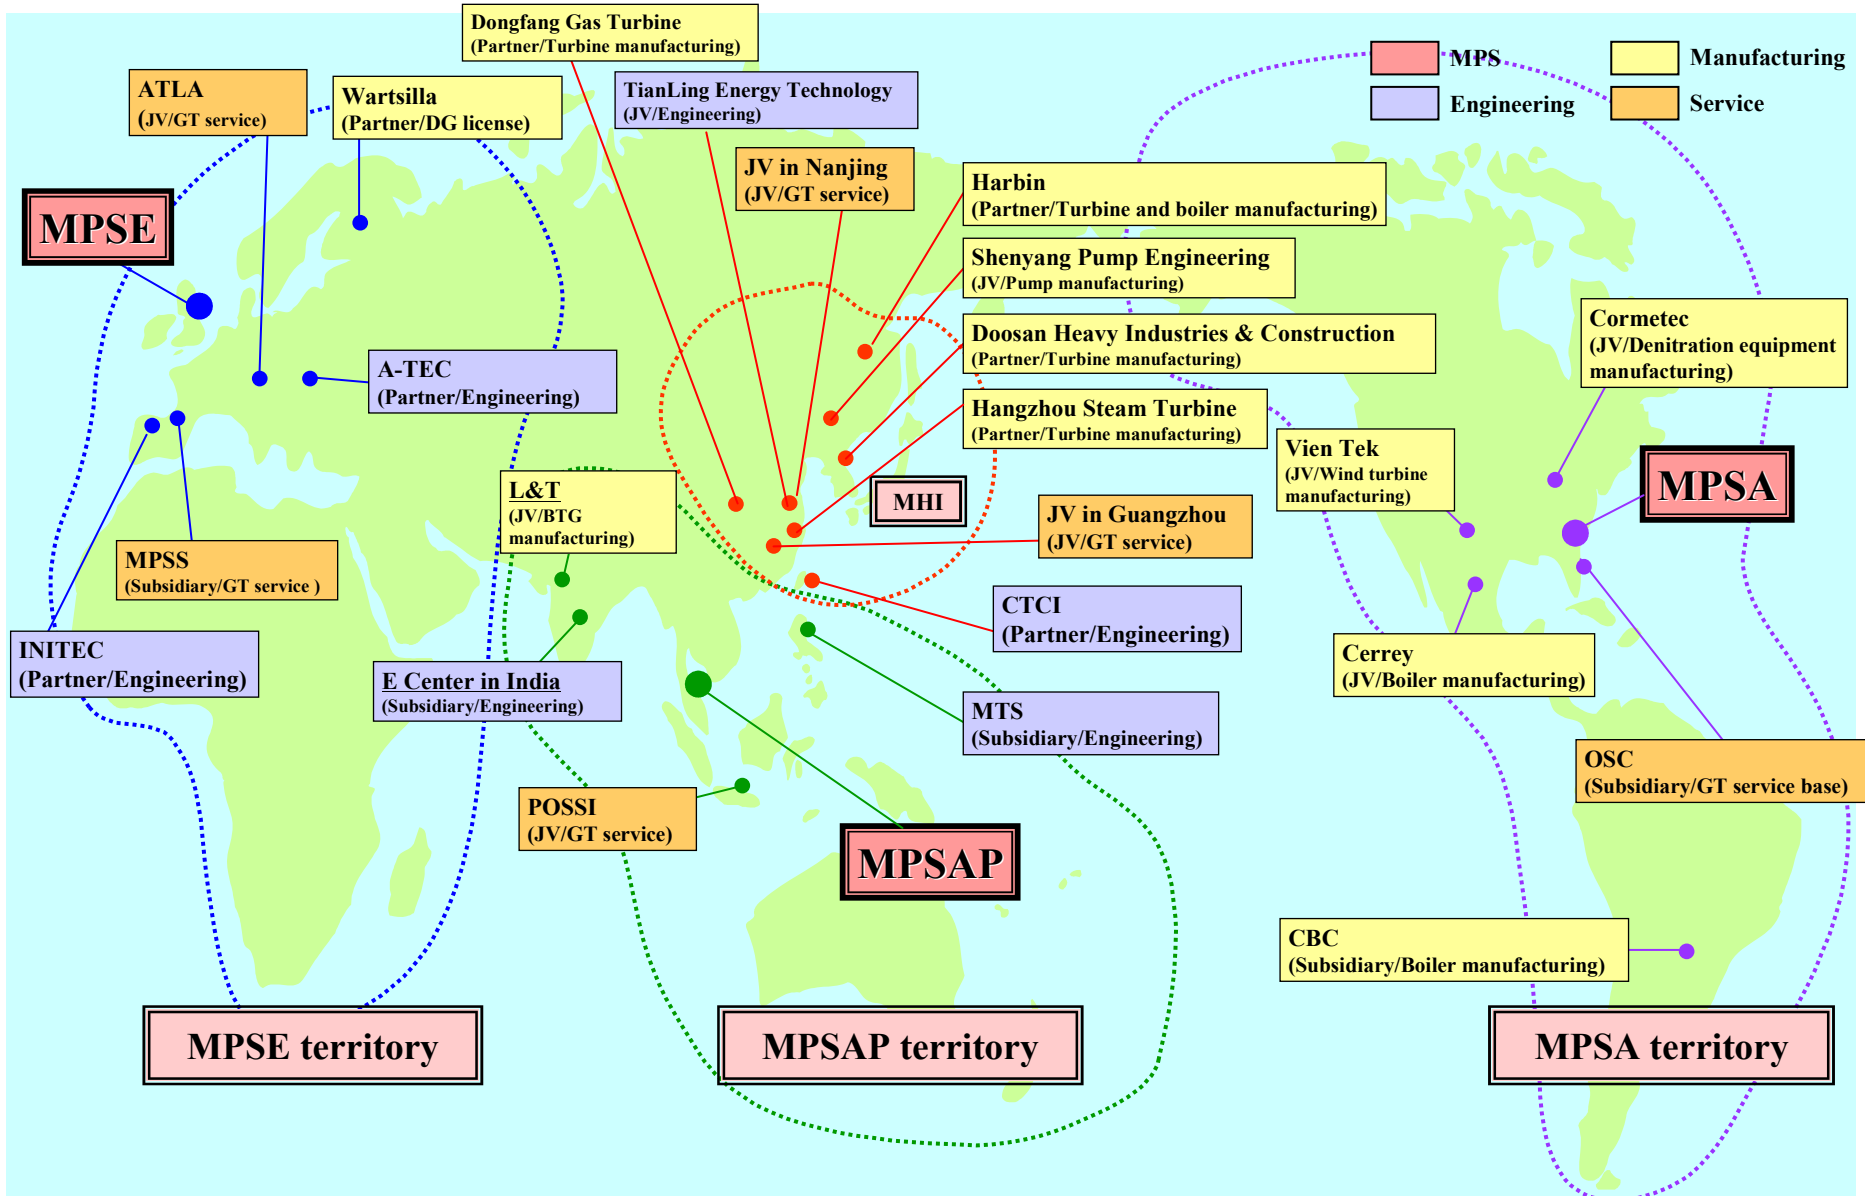 Dongfang Gas Turbine
(Partner/Turbine manufacturing)
MPS
Manufacturing
Engineering
Service
ATLA
(JV/GT service)
Wartsilla
(Partner/DG license)
TianLing Energy Technology
(JV/Engineering)
JV in Nanjing
(JV/GT service)
Harbin
(Partner/Turbine and boiler manufacturing)
MPSE
Shenyang Pump Engineering
(JV/Pump manufacturing)
Doosan Heavy Industries & Construction
(Partner/Turbine manufacturing)
Cormetec
(JV/Denitration equipment
manufacturing)
A-TEC
(Partner/Engineering)
Hangzhou Steam Turbine
(Partner/Turbine manufacturing)
Vien Tek
(JV/Wind turbine
manufacturing)
MPSA
L&T
(JV/BTG
manufacturing)
MHI
JV in Guangzhou
(JV/GT service)
MPSS
(Subsidiary/GT service )
CTCI
(Partner/Engineering)
INITEC
(Partner/Engineering)
Cerrey
(JV/Boiler manufacturing)
E Center in India
(Subsidiary/Engineering)
MTS
(Subsidiary/Engineering)
OSC
(Subsidiary/GT service base)
POSSI
(JV/GT service)
MPSAP
CBC
(Subsidiary/Boiler manufacturing)
MPSE territory
MPSAP territory
MPSA territory